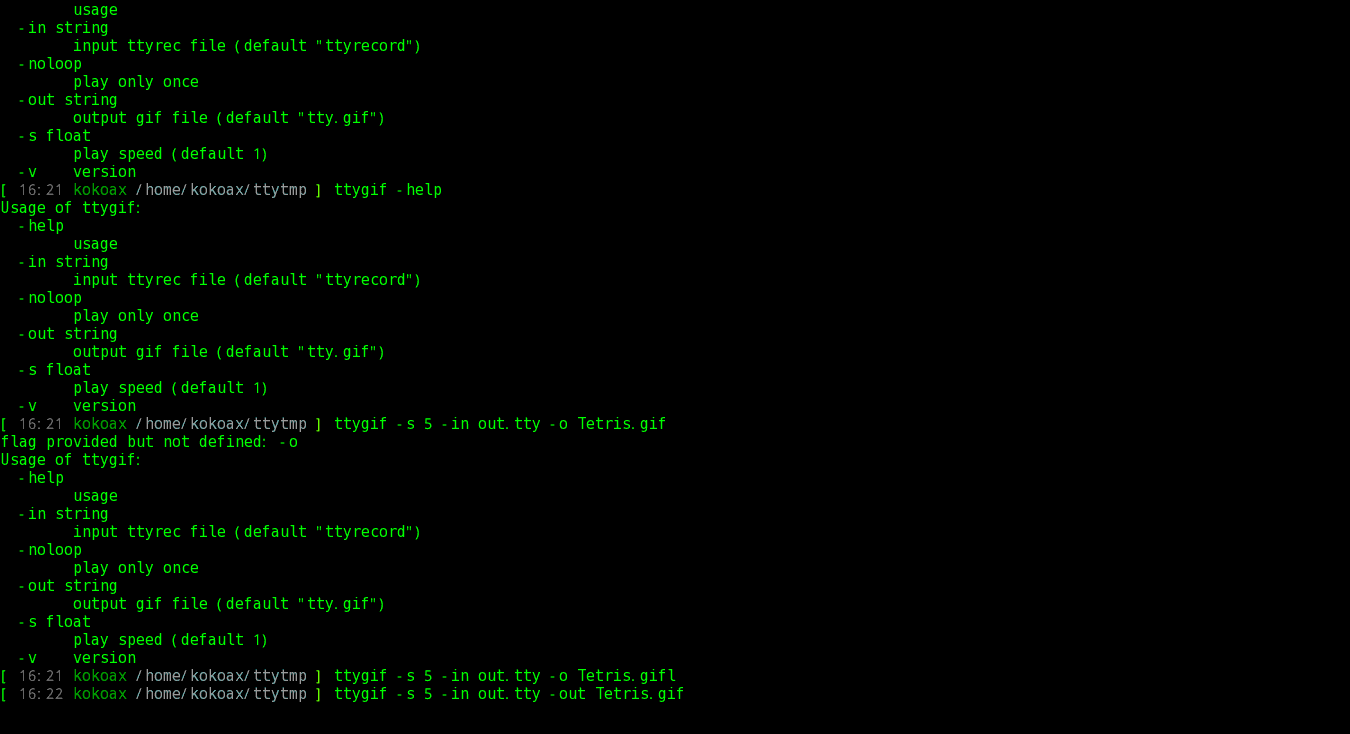 usage
  -in string
        input ttyrec file (default "ttyrecord")
  -noloop
        play only once
  -out string
        output gif file (default "tty.gif")
  -s float
        play speed (default 1)
  -v    version
[ 16:21 kokoax /home/kokoax/ttytmp ] ttygif -help
Usage of ttygif:
  -help
        usage
  -in string
        input ttyrec file (default "ttyrecord")
  -noloop
        play only once
  -out string
        output gif file (default "tty.gif")
  -s float
        play speed (default 1)
  -v    version
[ 16:21 kokoax /home/kokoax/ttytmp ] ttygif -s 5 -in out.tty -o Tetris.gif
flag provided but not defined: -o
Usage of ttygif:
  -help
        usage
  -in string
        input ttyrec file (default "ttyrecord")
  -noloop
        play only once
  -out string
        output gif file (default "tty.gif")
  -s float
        play speed (default 1)
  -v    version
[ 16:21 kokoax /home/kokoax/ttytmp ] ttygif -s 5 -in out.tty -o Tetris.gifl
[ 16:22 kokoax /home/kokoax/ttytmp ] ttygif -s 5 -in out.tty -out Tetris.gif